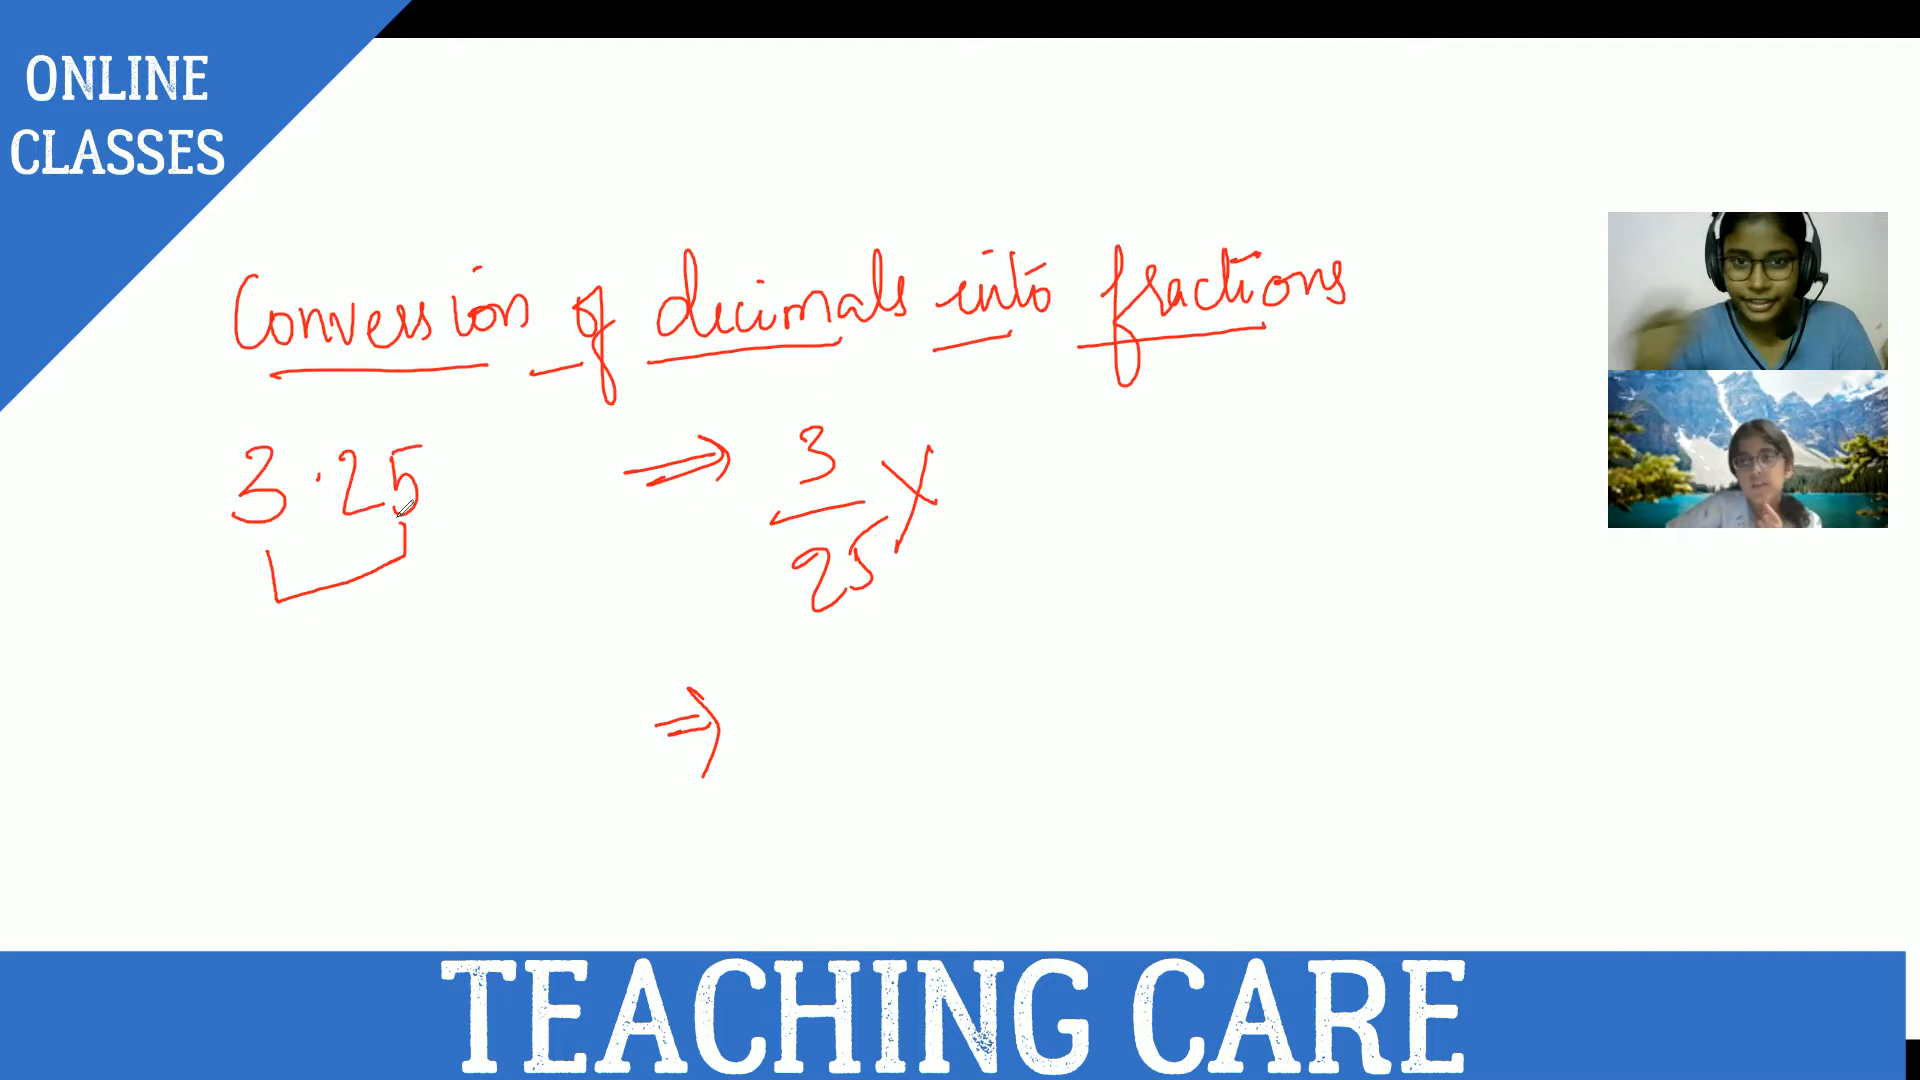 ONLINE
CLASSES
Conversion of decimals into fractions
3.25 ⇒ 3/25 X
⇒
TEACHING CARE